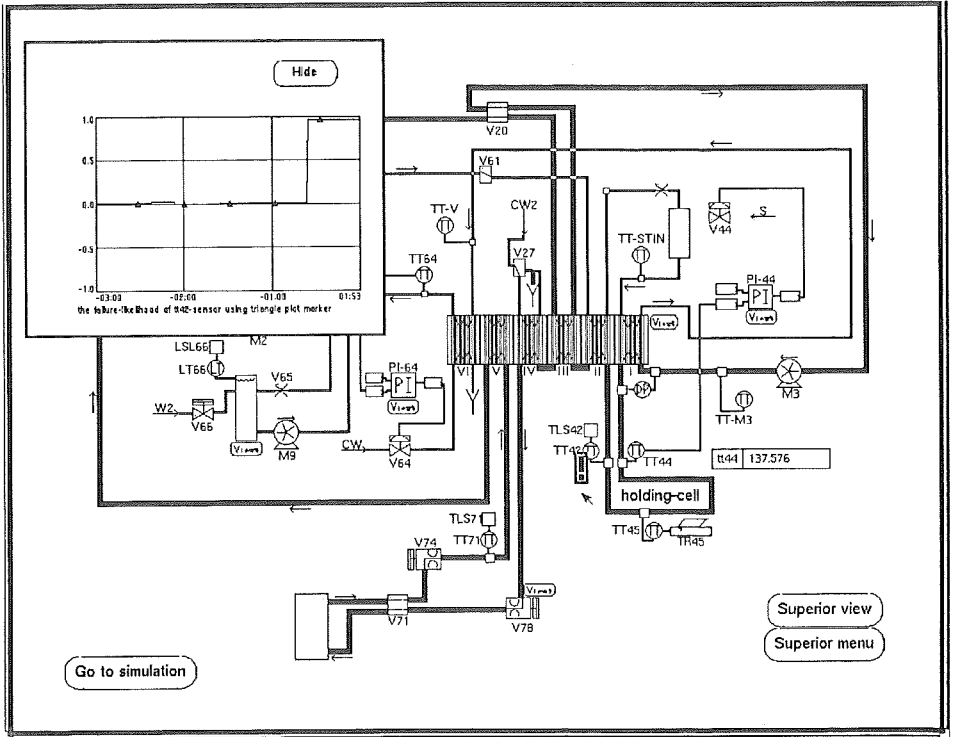 Hide
1.0
0.5
0.0
-0.5
-1.0
-03:00
-02:00
-01:00
01:53
the failure-likelihood of tt42-sensor using triangle plot marker
V20
V61
CW2
TT-V
V27
TT64
TT-STIN
V44
S
PI-44
PI
VI
V
IV
III
II
I
M2
LSL66
LT66
V65
W2
V66
M9
PI-64
PI
CW
V64
M3
TT-M3
TLS42
TT42
TT44
tt44 137.576
holding-cell
TT45
TR45
TLS71
TT71
V74
V71
V78
Superior view
Superior menu
Go to simulation